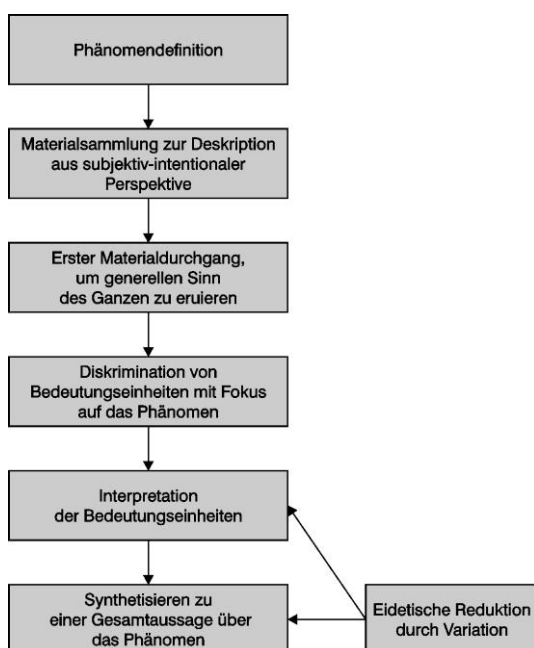 Phänomendefinition
Materialsammlung zur Deskription
aus subjektiv-intentionaler
Perspektive
Erster Materialdurchgang,
um generellen Sinn
des Ganzen zu eruieren
Diskrimination von
Bedeutungseinheiten mit Fokus
auf das Phänomen
Interpretation
der Bedeutungseinheiten
Synthetisieren zu
einer Gesamtaussage über
das Phänomen
Eidetische Reduktion
durch Variation